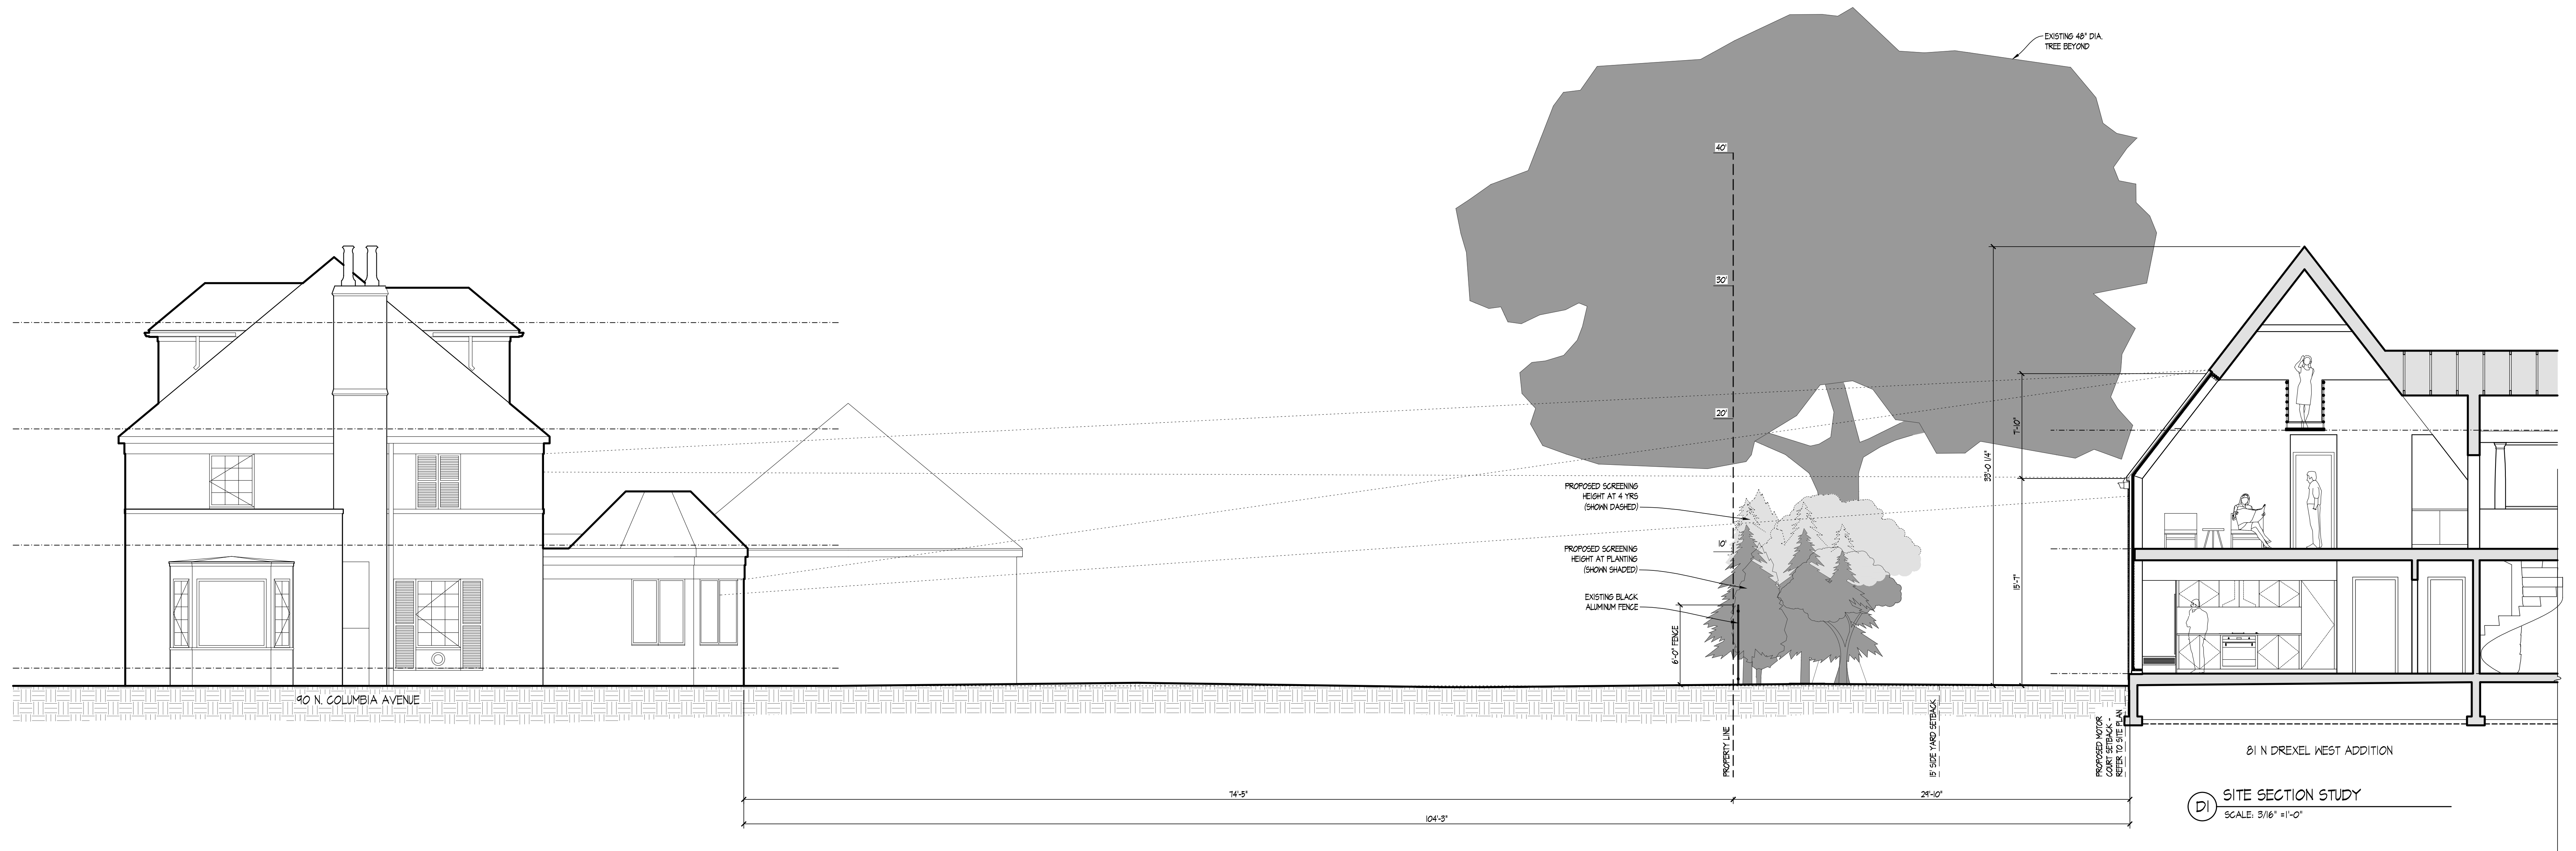 EXISTING 48" DIA.
TREE BEYOND
40'
30'
20'
10'
PROPOSED SCREENING
HEIGHT AT 4 YRS
(SHOWN DASHED)
PROPOSED SCREENING
HEIGHT AT PLANTING
(SHOWN SHADED)
EXISTING BLACK
ALUMINUM FENCE
6'-0" FENCE
33'-0 1/4"
7'-10"
15'-7"
90 N. COLUMBIA AVENUE
PROPERTY LINE
15' SIDE YARD SETBACK
PROPOSED MOTOR
COURT SETBACK -
REFER TO SITE PLAN
81 N DREXEL WEST ADDITION
74'-5"
29'-10"
104'-3"
D1
SITE SECTION STUDY
SCALE: 3/16" =1'-0"